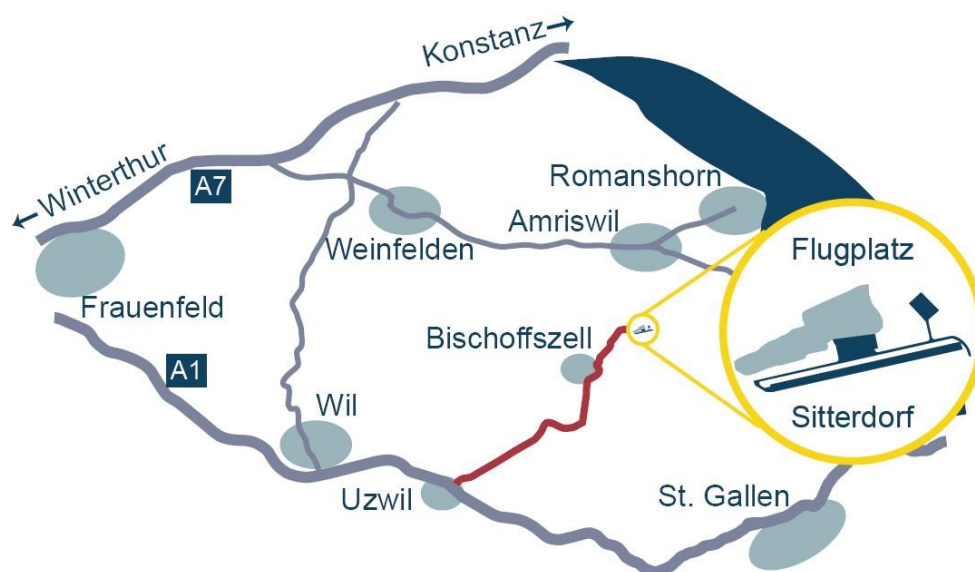 Konstanz
Winterthur
A7
Romanshorn
Amriswil
Weinfelden
Flugplatz
Frauenfeld
Bischoffszell
A1
Wil
Sitterdorf
Uzwil
St. Gallen